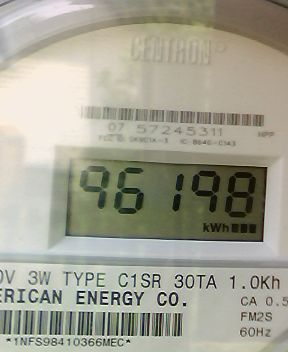 CENTRON®
07 57245311 HPP
96198
kWh
0V 3W TYPE C1SR 30TA 1.0Kh
ERICAN ENERGY CO. CA 0.5
FM2S
60Hz
*1NFS98410366MEC*